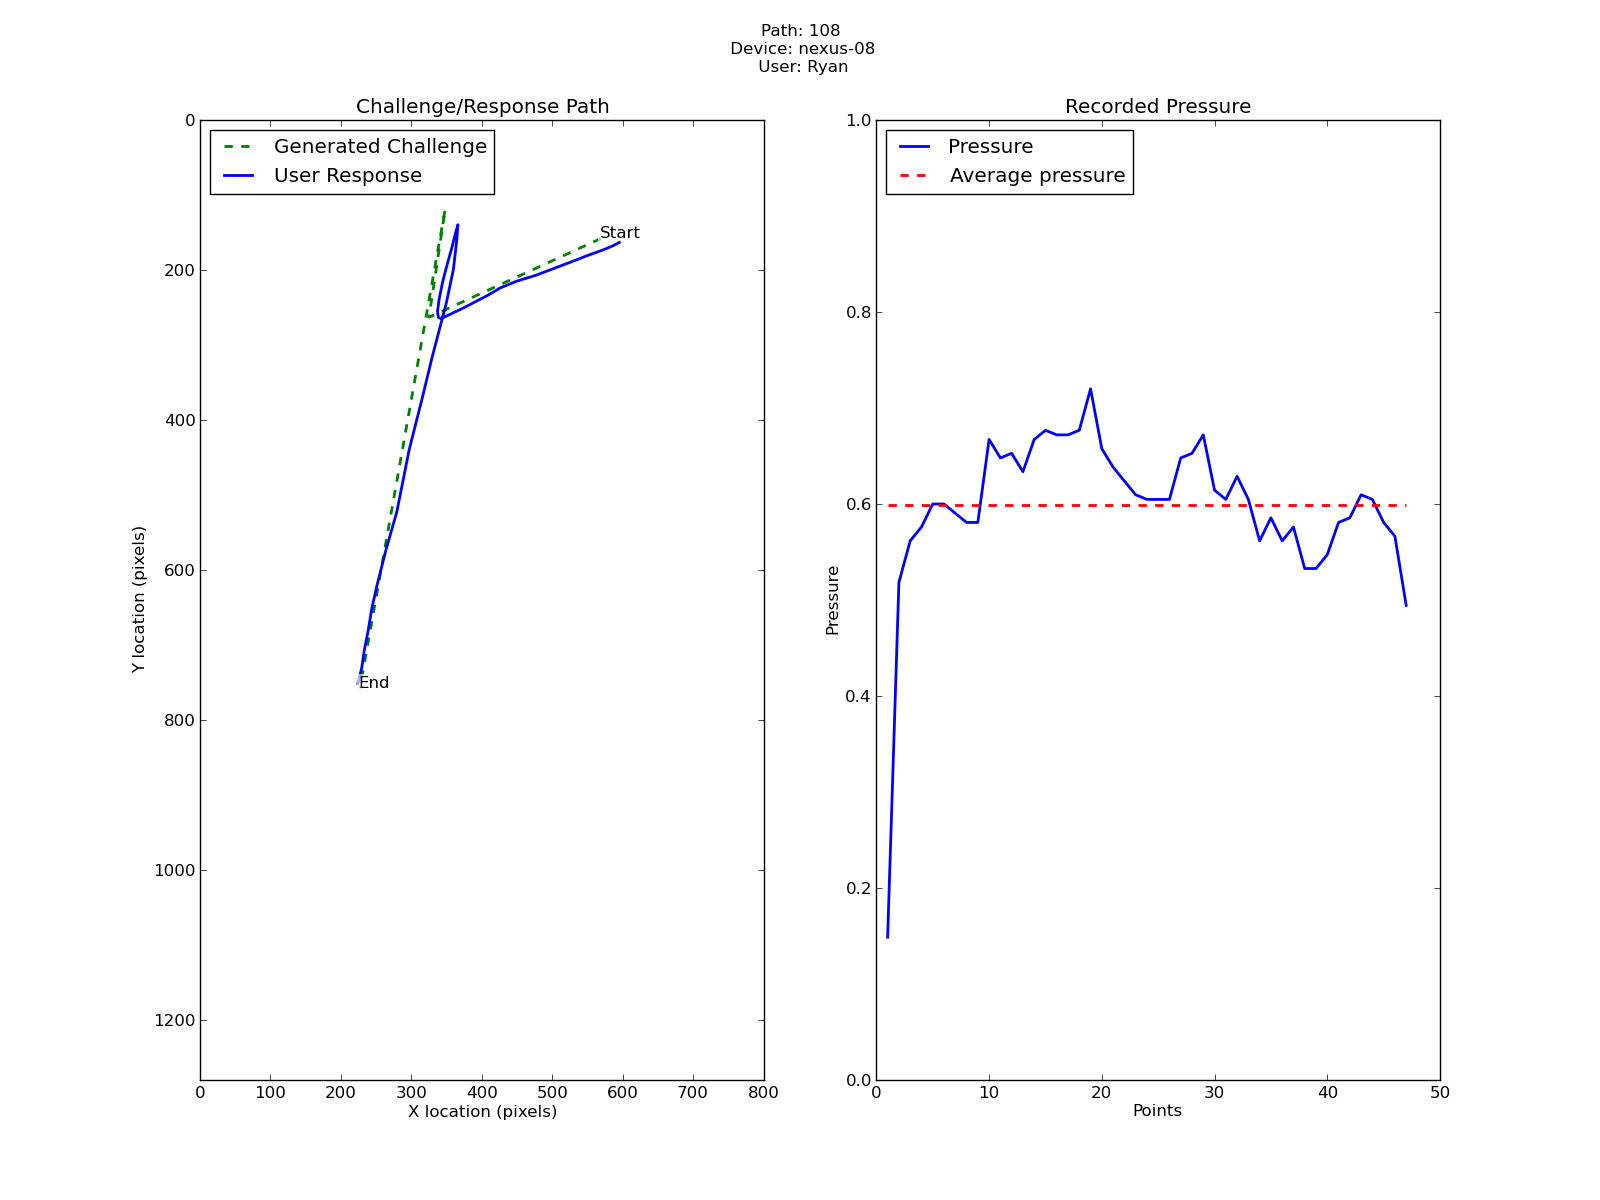 Path: 108
Device: nexus-08
User: Ryan
Challenge/Response Path
Generated Challenge
User Response
Start
End
0
200
400
600
800
1000
1200
Y location (pixels)
0 100 200 300 400 500 600 700 800
X location (pixels)
Recorded Pressure
Pressure
Average pressure
1.0
0.8
0.6
0.4
0.2
0.0
Pressure
0 10 20 30 40 50
Points